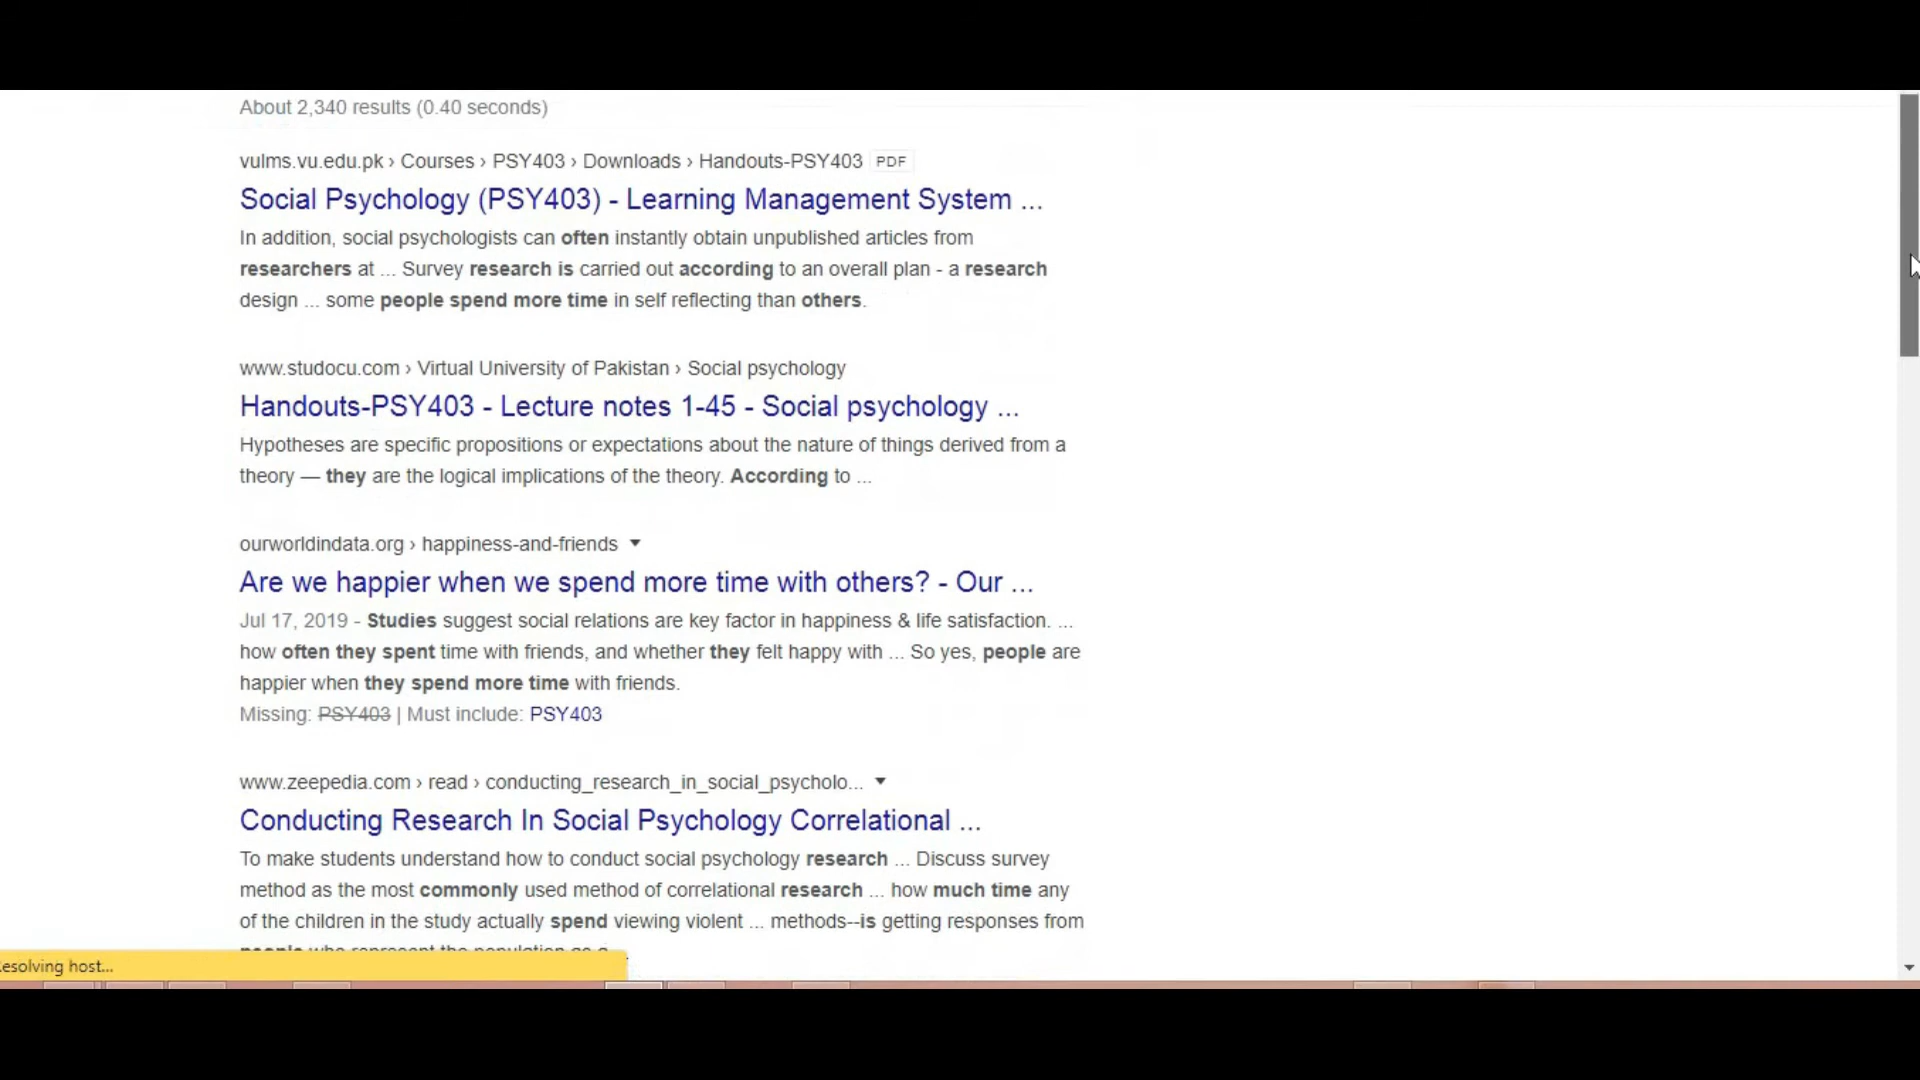 About 2,340 results (0.40 seconds)
vulms.vu.edu.pk › Courses › PSY403 › Downloads › Handouts-PSY403 PDF
Social Psychology (PSY403) - Learning Management System ...
In addition, social psychologists can often instantly obtain unpublished articles from
researchers at ... Survey research is carried out according to an overall plan - a research
design ... some people spend more time in self reflecting than others.
www.studocu.com › Virtual University of Pakistan › Social psychology
Handouts-PSY403 - Lecture notes 1-45 - Social psychology ...
Hypotheses are specific propositions or expectations about the nature of things derived from a
theory — they are the logical implications of the theory. According to ...
ourworldindata.org › happiness-and-friends
Are we happier when we spend more time with others? - Our ...
Jul 17, 2019 - Studies suggest social relations are key factor in happiness & life satisfaction. ...
how often they spent time with friends, and whether they felt happy with ... So yes, people are
happier when they spend more time with friends.
Missing: PSY403 | Must include: PSY403
www.zeepedia.com › read › conducting_research_in_social_psycholo...
Conducting Research In Social Psychology Correlational ...
To make students understand how to conduct social psychology research ... Discuss survey
method as the most commonly used method of correlational research ... how much time any
of the children in the study actually spend viewing violent ... methods--is getting responses from
people who represent the population as a
esolving host...